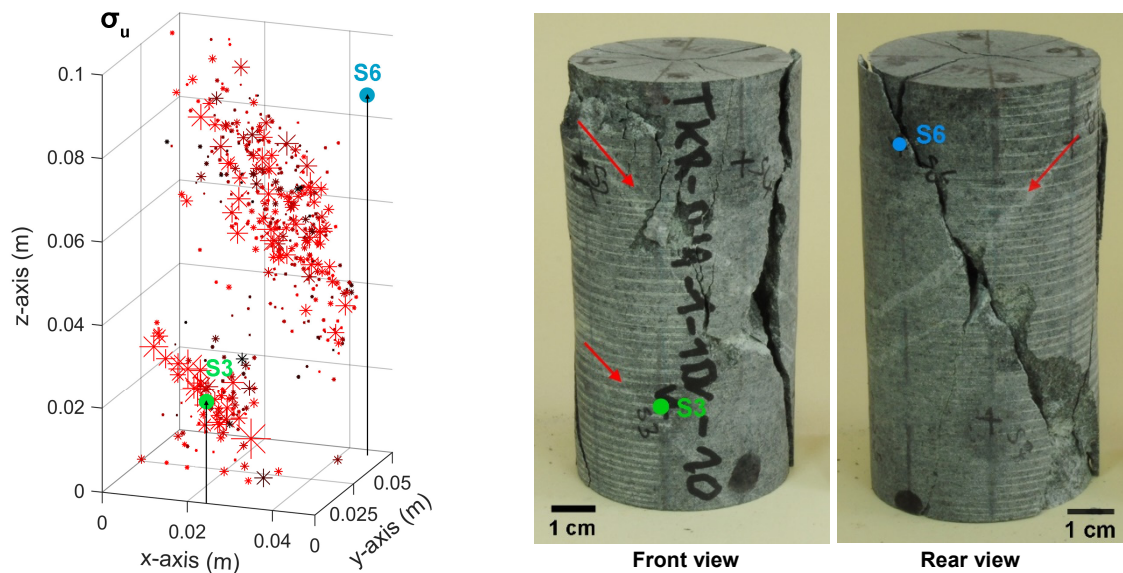 σu
S6
0.1
0.08
0.06
0.04
0.02
0
z-axis (m)
S3
0
0.02
0.04
x-axis (m)
0
0.025
0.05
y-axis (m)
S3
1 cm
Front view
S6
1 cm
Rear view